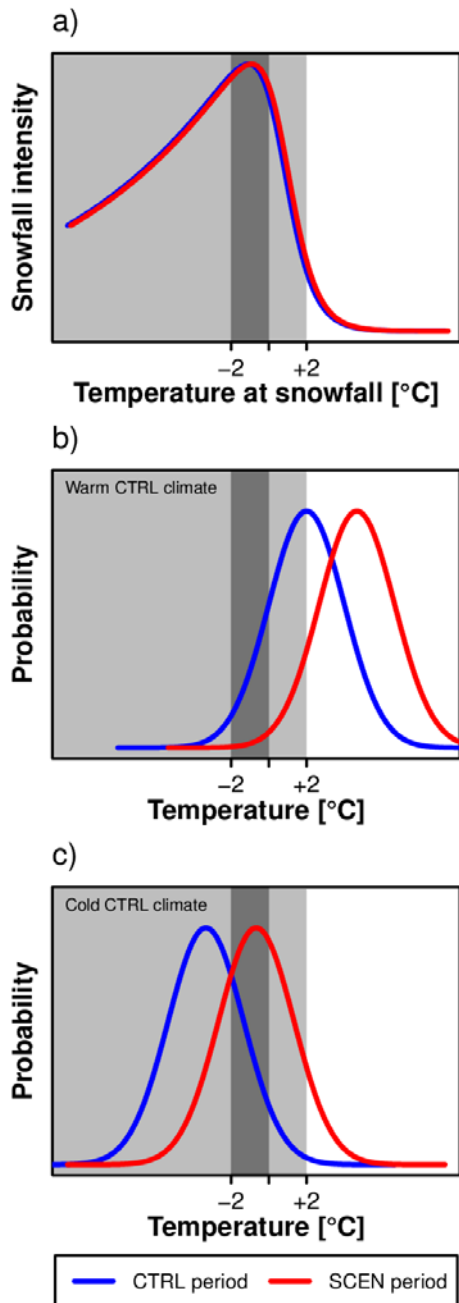 a)
Snowfall intensity
−2 +2
Temperature at snowfall [°C]
b)
Warm CTRL climate
Probability
−2 +2
Temperature [°C]
c)
Cold CTRL climate
Probability
−2 +2
Temperature [°C]
CTRL period SCEN period